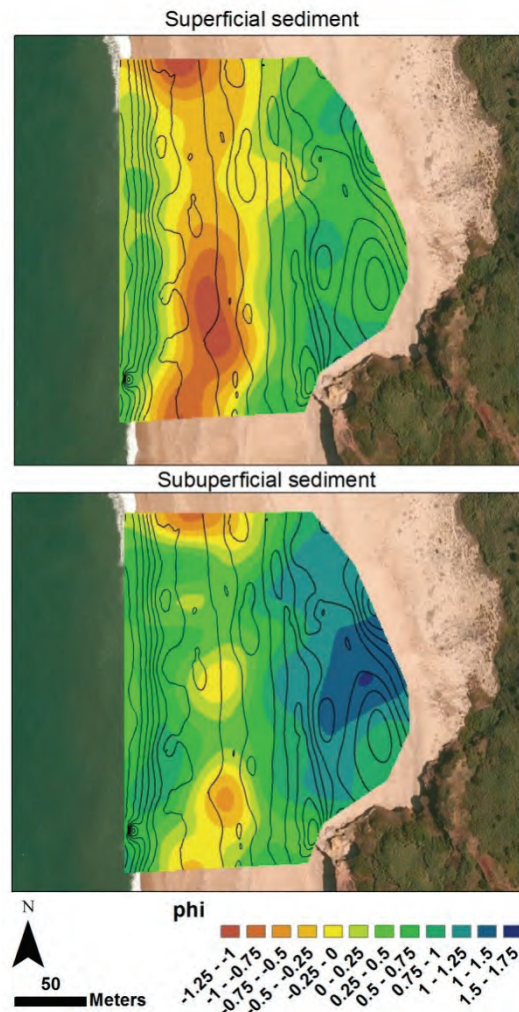 Superficial sediment
Subuperficial sediment
N
50
Meters
phi
-1.25 - -1
-1 - -0.75
-0.75 - -0.5
-0.5 - -0.25
-0.25 - 0
0 - 0.25
0.25 - 0.5
0.5 - 0.75
0.75 - 1
1 - 1.25
1 - 1.5
1.5 - 1.75